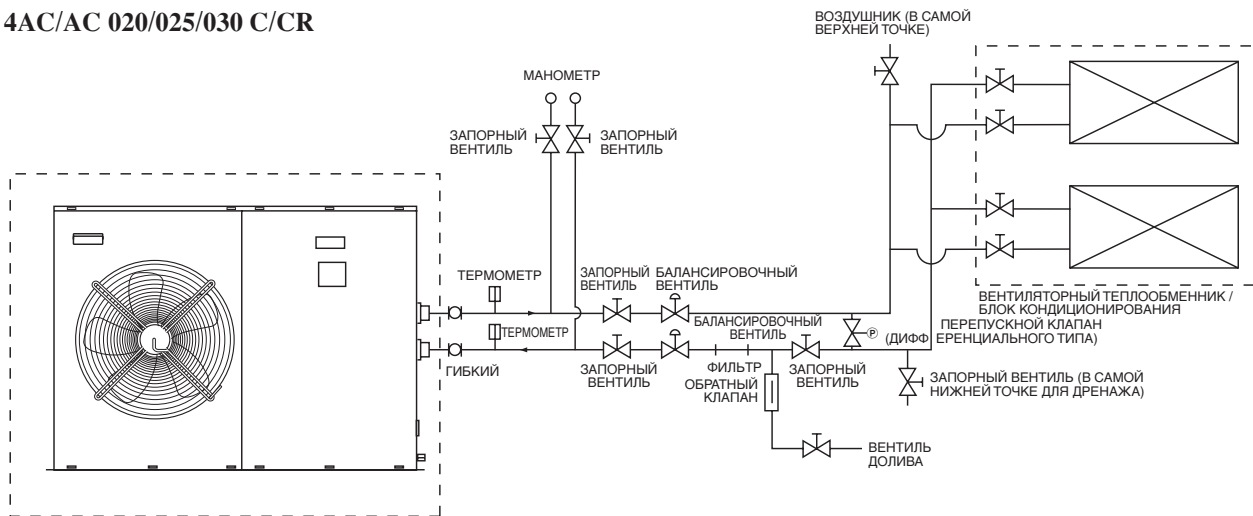 4AC/AC 020/025/030 C/CR
ВОЗДУШНИК (В САМОЙ
ВЕРХНЕЙ ТОЧКЕ)
МАНОМЕТР
ЗАПОРНЫЙ
ВЕНТИЛЬ
ЗАПОРНЫЙ
ВЕНТИЛЬ
ТЕРМОМЕТР
ЗАПОРНЫЙ
ВЕНТИЛЬ
БАЛАНСИРОВОЧНЫЙ
ВЕНТИЛЬ
ВЕНТИЛЯТОРНЫЙ ТЕПЛООБМЕННИК /
БЛОК КОНДИЦИОНИРОВАНИЯ
ТЕРМОМЕТР
БАЛАНСИРОВОЧНЫЙ
ВЕНТИЛЬ
P
ПЕРЕПУСКНОЙ КЛАПАН
(ДИФФ ЕРЕНЦИАЛЬНОГО ТИПА)
ГИБКИЙ
ЗАПОРНЫЙ
ВЕНТИЛЬ
ФИЛЬТР
ОБРАТНЫЙ
КЛАПАН
ЗАПОРНЫЙ
ВЕНТИЛЬ
ЗАПОРНЫЙ ВЕНТИЛЬ (В САМОЙ
НИЖНЕЙ ТОЧКЕ ДЛЯ ДРЕНАЖА)
ВЕНТИЛЬ
ДОЛИВА